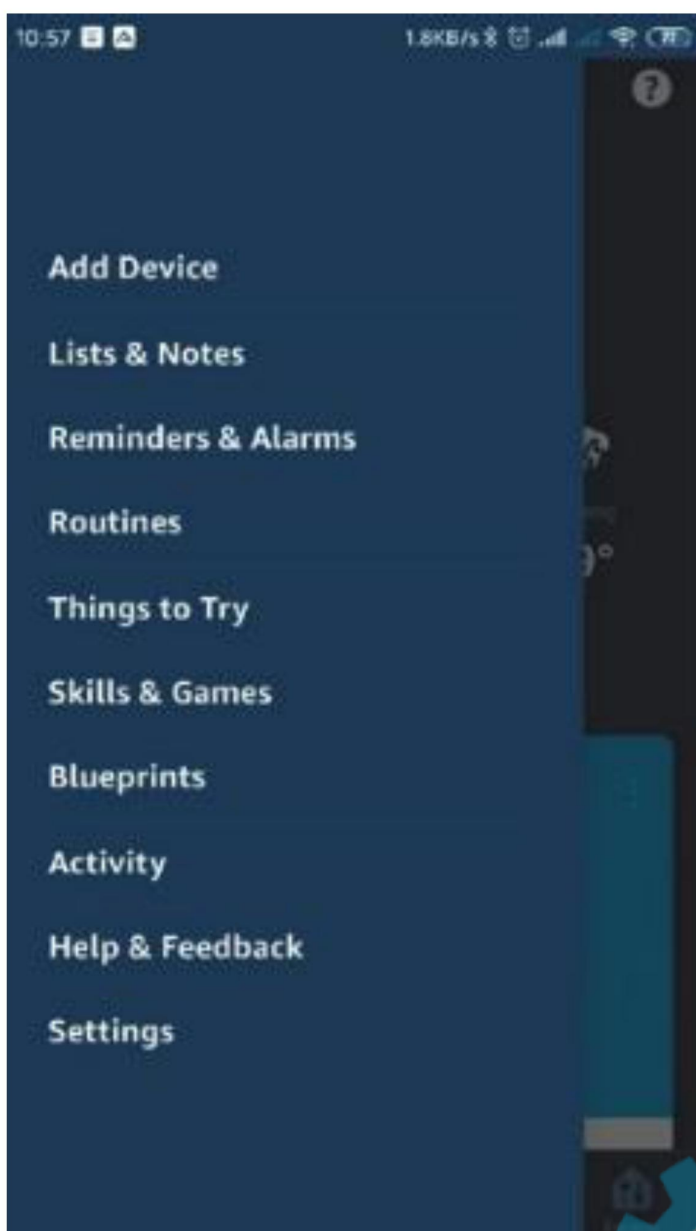 10:57 1.8KB/s
?
Add Device
Lists & Notes
Reminders & Alarms
Routines
9°
Things to Try
Skills & Games
Blueprints
Activity
Help & Feedback
Settings